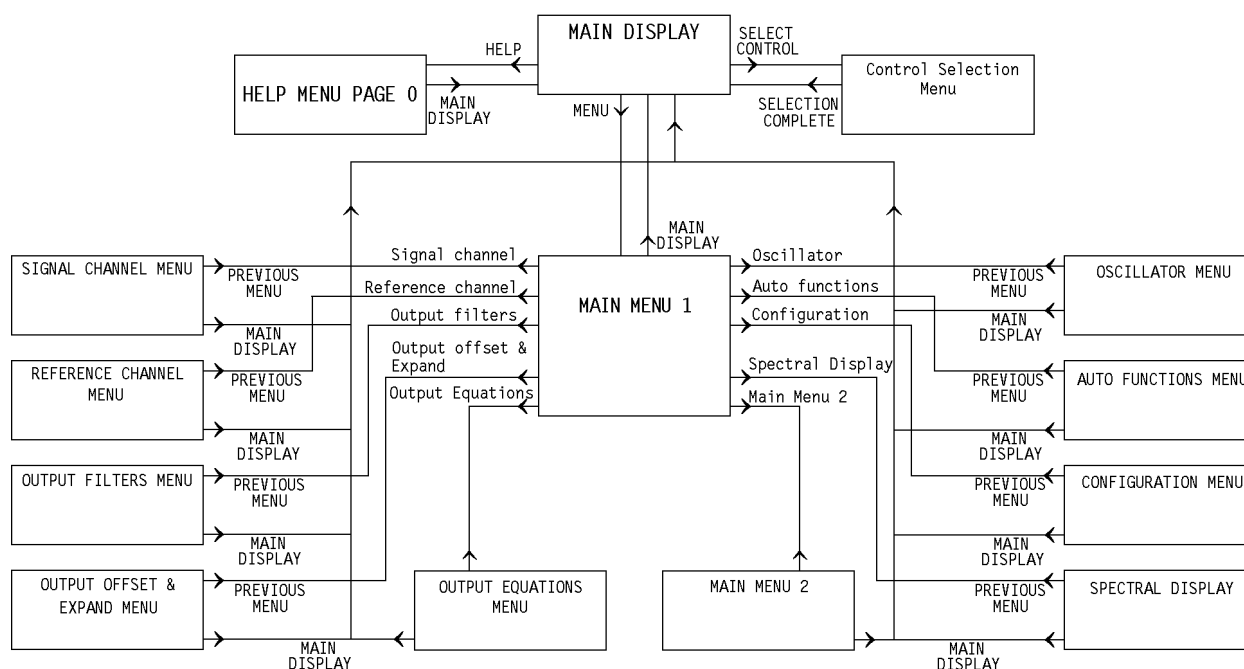 MAIN DISPLAY
HELP
SELECT
CONTROL
HELP MENU PAGE 0
MAIN
DISPLAY
MENU
SELECTION
COMPLETE
Control Selection
Menu
MAIN
DISPLAY
SIGNAL CHANNEL MENU
PREVIOUS
MENU
MAIN
DISPLAY
REFERENCE CHANNEL
MENU
PREVIOUS
MENU
MAIN
DISPLAY
OUTPUT FILTERS MENU
PREVIOUS
MENU
MAIN
DISPLAY
OUTPUT OFFSET &
EXPAND MENU
PREVIOUS
MENU
MAIN
DISPLAY
Signal channel
Reference channel
Output filters
Output offset &
Expand
Output Equations
MAIN MENU 1
Oscillator
Auto functions
Configuration
Spectral Display
Main Menu 2
OUTPUT EQUATIONS
MENU
MAIN MENU 2
PREVIOUS
MENU
OSCILLATOR MENU
MAIN
DISPLAY
PREVIOUS
MENU
AUTO FUNCTIONS MENU
MAIN
DISPLAY
PREVIOUS
MENU
CONFIGURATION MENU
MAIN
DISPLAY
PREVIOUS
MENU
SPECTRAL DISPLAY
MAIN
DISPLAY